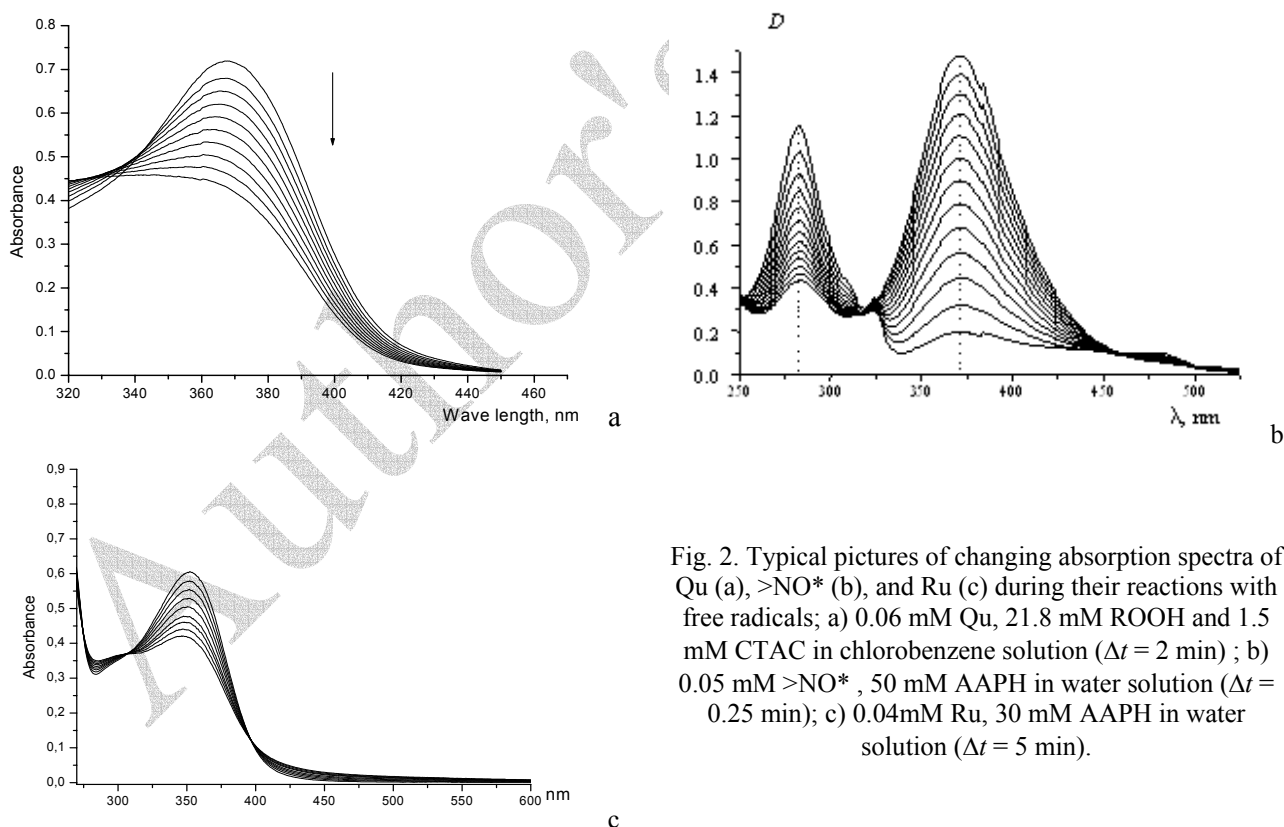 0.8
0.7
0.6
0.5
0.4
0.3
0.2
0.1
0.0
Absorbance
320 340 360 380 400 420 440 460
Wave length, nm
a
D
1.4
1.2
1.0
0.8
0.6
0.4
0.2
0.0
250 300 350 400 450 500
λ, nm
b
0,9
0,8
0,7
0,6
0,5
0,4
0,3
0,2
0,1
0,0
Absorbance
300 350 400 450 500 550 600 nm
c
Fig. 2. Typical pictures of changing absorption spectra of
Qu (a), >NO* (b), and Ru (c) during their reactions with
free radicals; a) 0.06 mM Qu, 21.8 mM ROOH and 1.5
mM CTAC in chlorobenzene solution (Δt = 2 min) ; b)
0.05 mM >NO* , 50 mM AAPH in water solution (Δt =
0.25 min); c) 0.04mM Ru, 30 mM AAPH in water
solution (Δt = 5 min).
Author's